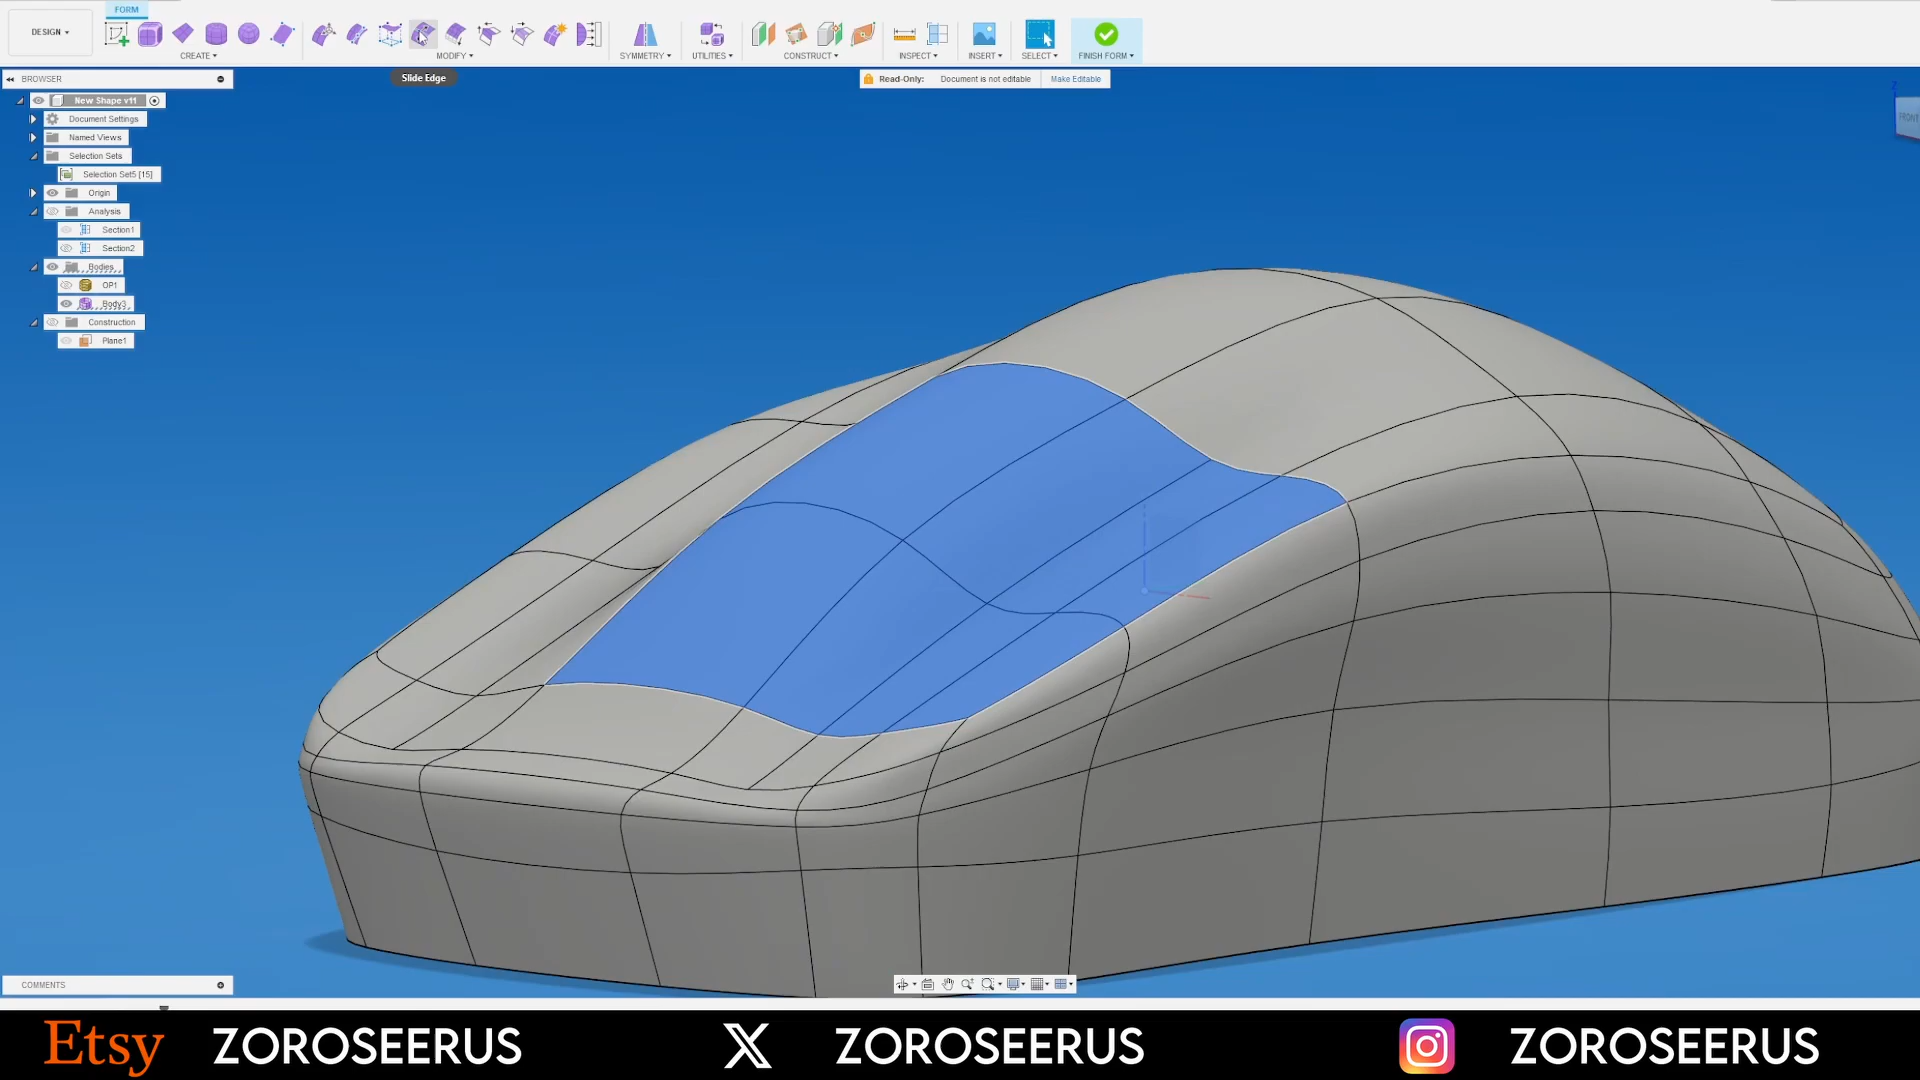 FORM
DESIGN
CREATE
MODIFY
SYMMETRY
UTILITIES
CONSTRUCT
INSPECT
INSERT
SELECT
FINISH FORM
BROWSER
Slide Edge
Read-Only: Document is not editable Make Editable
New Shape v11
Document Settings
Named Views
Selection Sets
Selection Set5 [15]
Origin
Analysis
Section1
Section2
Bodies
OP1
Body3
Construction
Plane1
Z
FRONT
COMMENTS
Etsy ZOROSEERUS X ZOROSEERUS ZOROSEERUS